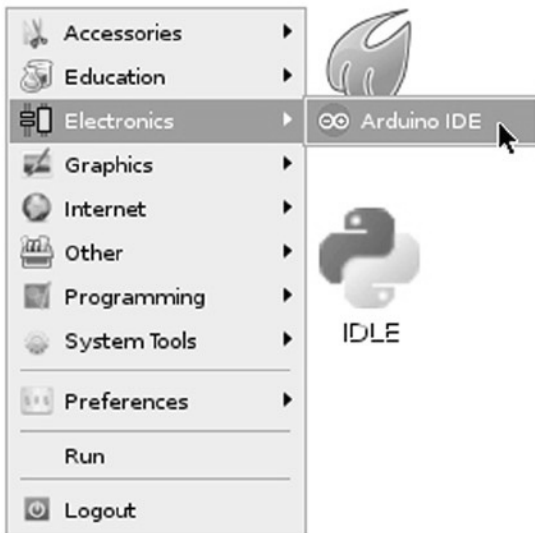 Accessories
Education
Electronics
Arduino IDE
Graphics
Internet
Other
Programming
System Tools
IDLE
Preferences
Run
Logout